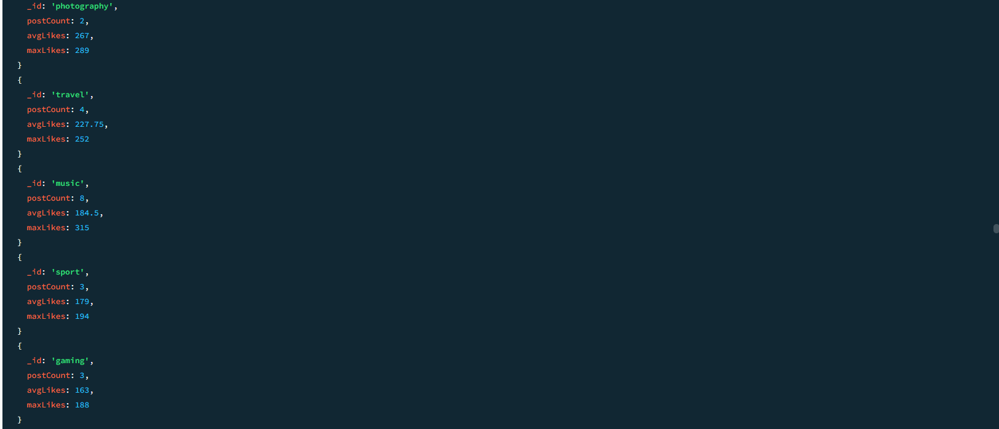 _id: 'photography',
postCount: 2,
avgLikes: 267,
maxLikes: 289
}
{
_id: 'travel',
postCount: 4,
avgLikes: 227.75,
maxLikes: 252
}
{
_id: 'music',
postCount: 8,
avgLikes: 184.5,
maxLikes: 315
}
{
_id: 'sport',
postCount: 3,
avgLikes: 179,
maxLikes: 194
}
{
_id: 'gaming',
postCount: 3,
avgLikes: 163,
maxLikes: 188
}